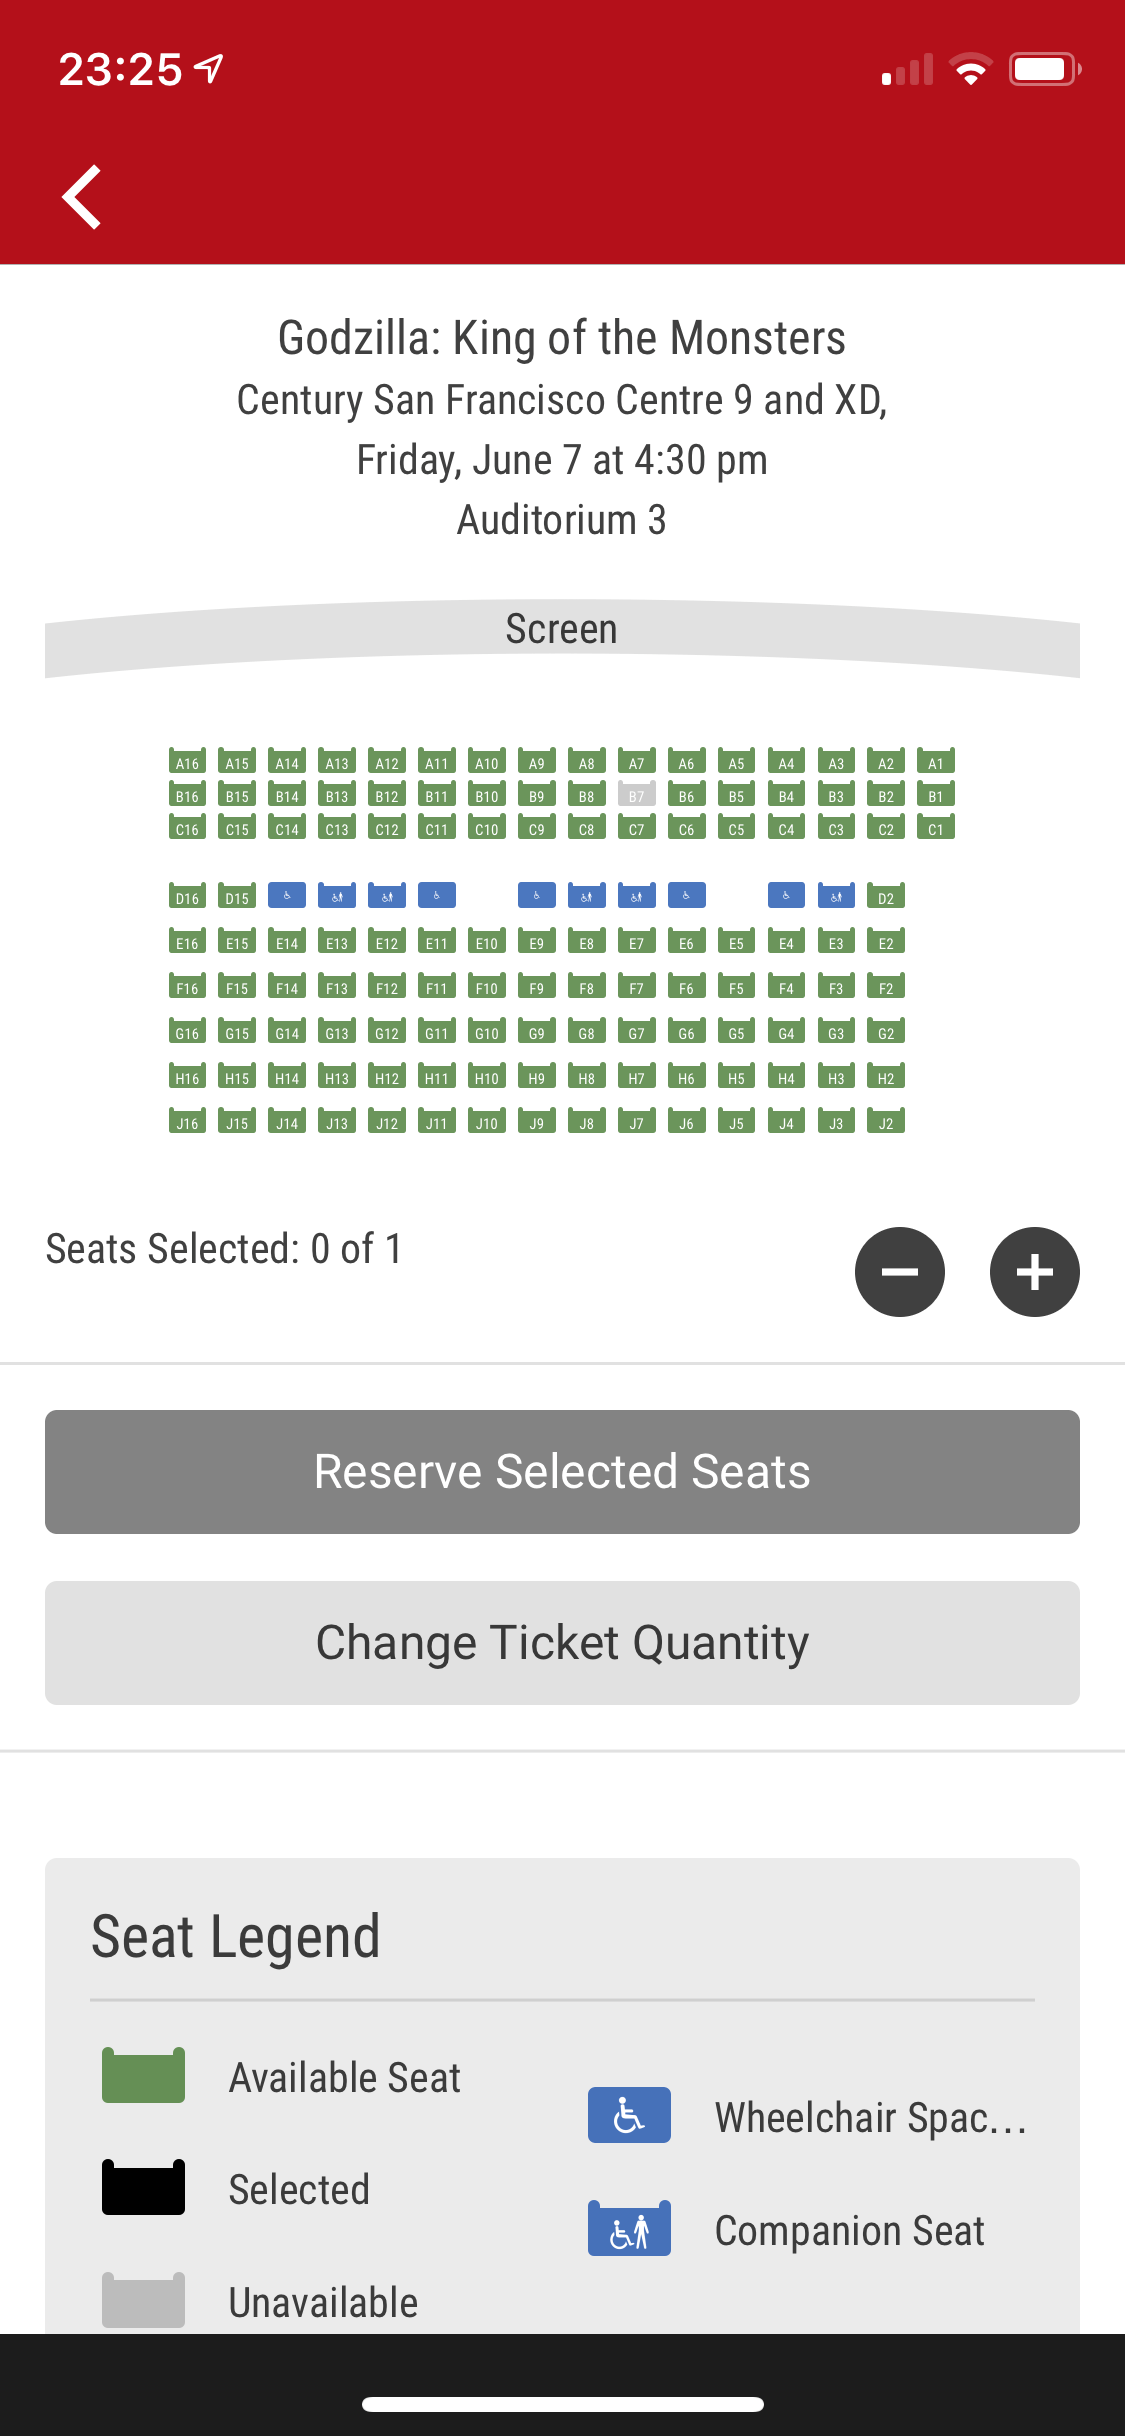 23:25
Godzilla: King of the Monsters
Century San Francisco Centre 9 and XD,
Friday, June 7 at 4:30 pm
Auditorium 3
Screen
A16 A15 A14 A13 A12 A11 A10 A9 A8 A7 A6 A5 A4 A3 A2 A1
B16 B15 B14 B13 B12 B11 B10 B9 B8 B7 B6 B5 B4 B3 B2 B1
C16 C15 C14 C13 C12 C11 C10 C9 C8 C7 C6 C5 C4 C3 C2 C1
D16 D15 D2
E16 E15 E14 E13 E12 E11 E10 E9 E8 E7 E6 E5 E4 E3 E2
F16 F15 F14 F13 F12 F11 F10 F9 F8 F7 F6 F5 F4 F3 F2
G16 G15 G14 G13 G12 G11 G10 G9 G8 G7 G6 G5 G4 G3 G2
H16 H15 H14 H13 H12 H11 H10 H9 H8 H7 H6 H5 H4 H3 H2
J16 J15 J14 J13 J12 J11 J10 J9 J8 J7 J6 J5 J4 J3 J2
Seats Selected: 0 of 1
Reserve Selected Seats
Change Ticket Quantity
Seat Legend
Available Seat
Selected
Unavailable
Wheelchair Spac...
Companion Seat